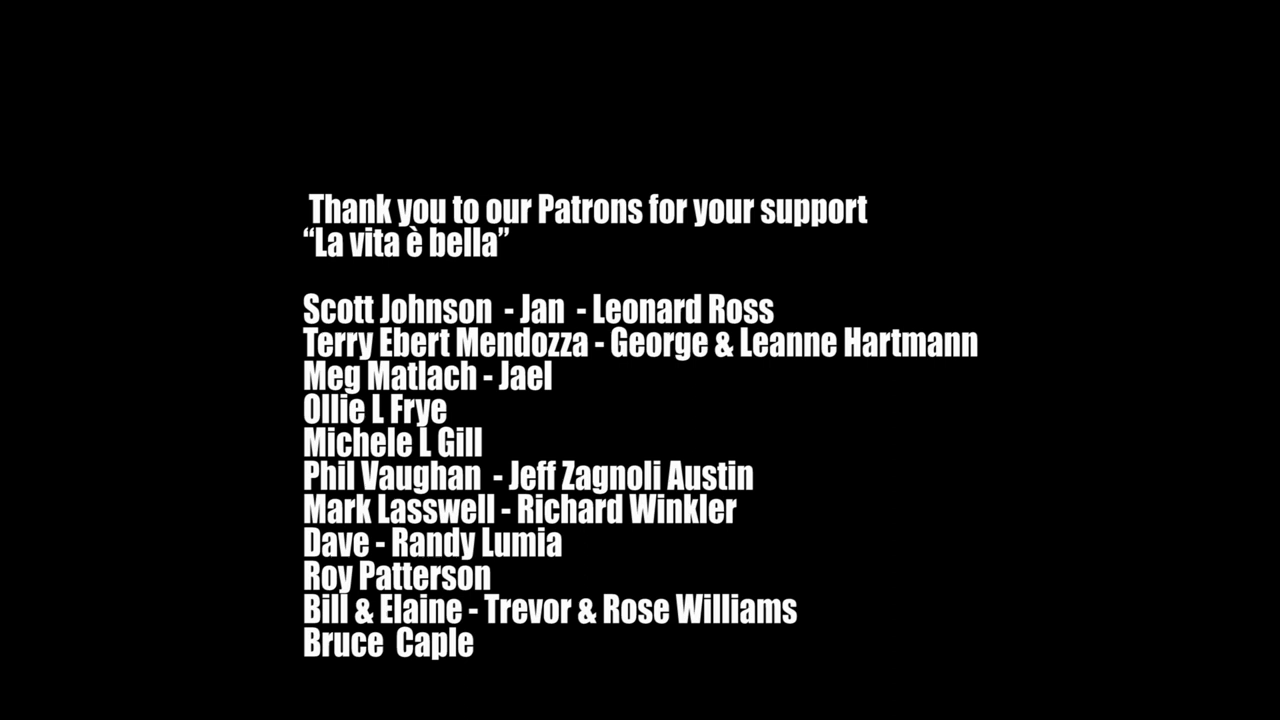 Thank you to our Patrons for your support
“La vita è bella”
Scott Johnson - Jan - Leonard Ross
Terry Ebert Mendozza - George & Leanne Hartmann
Meg Matlach - Jael
Ollie L Frye
Michele L Gill
Phil Vaughan - Jeff Zagnoli Austin
Mark Lasswell - Richard Winkler
Dave - Randy Lumia
Roy Patterson
Bill & Elaine - Trevor & Rose Williams
Bruce Caple